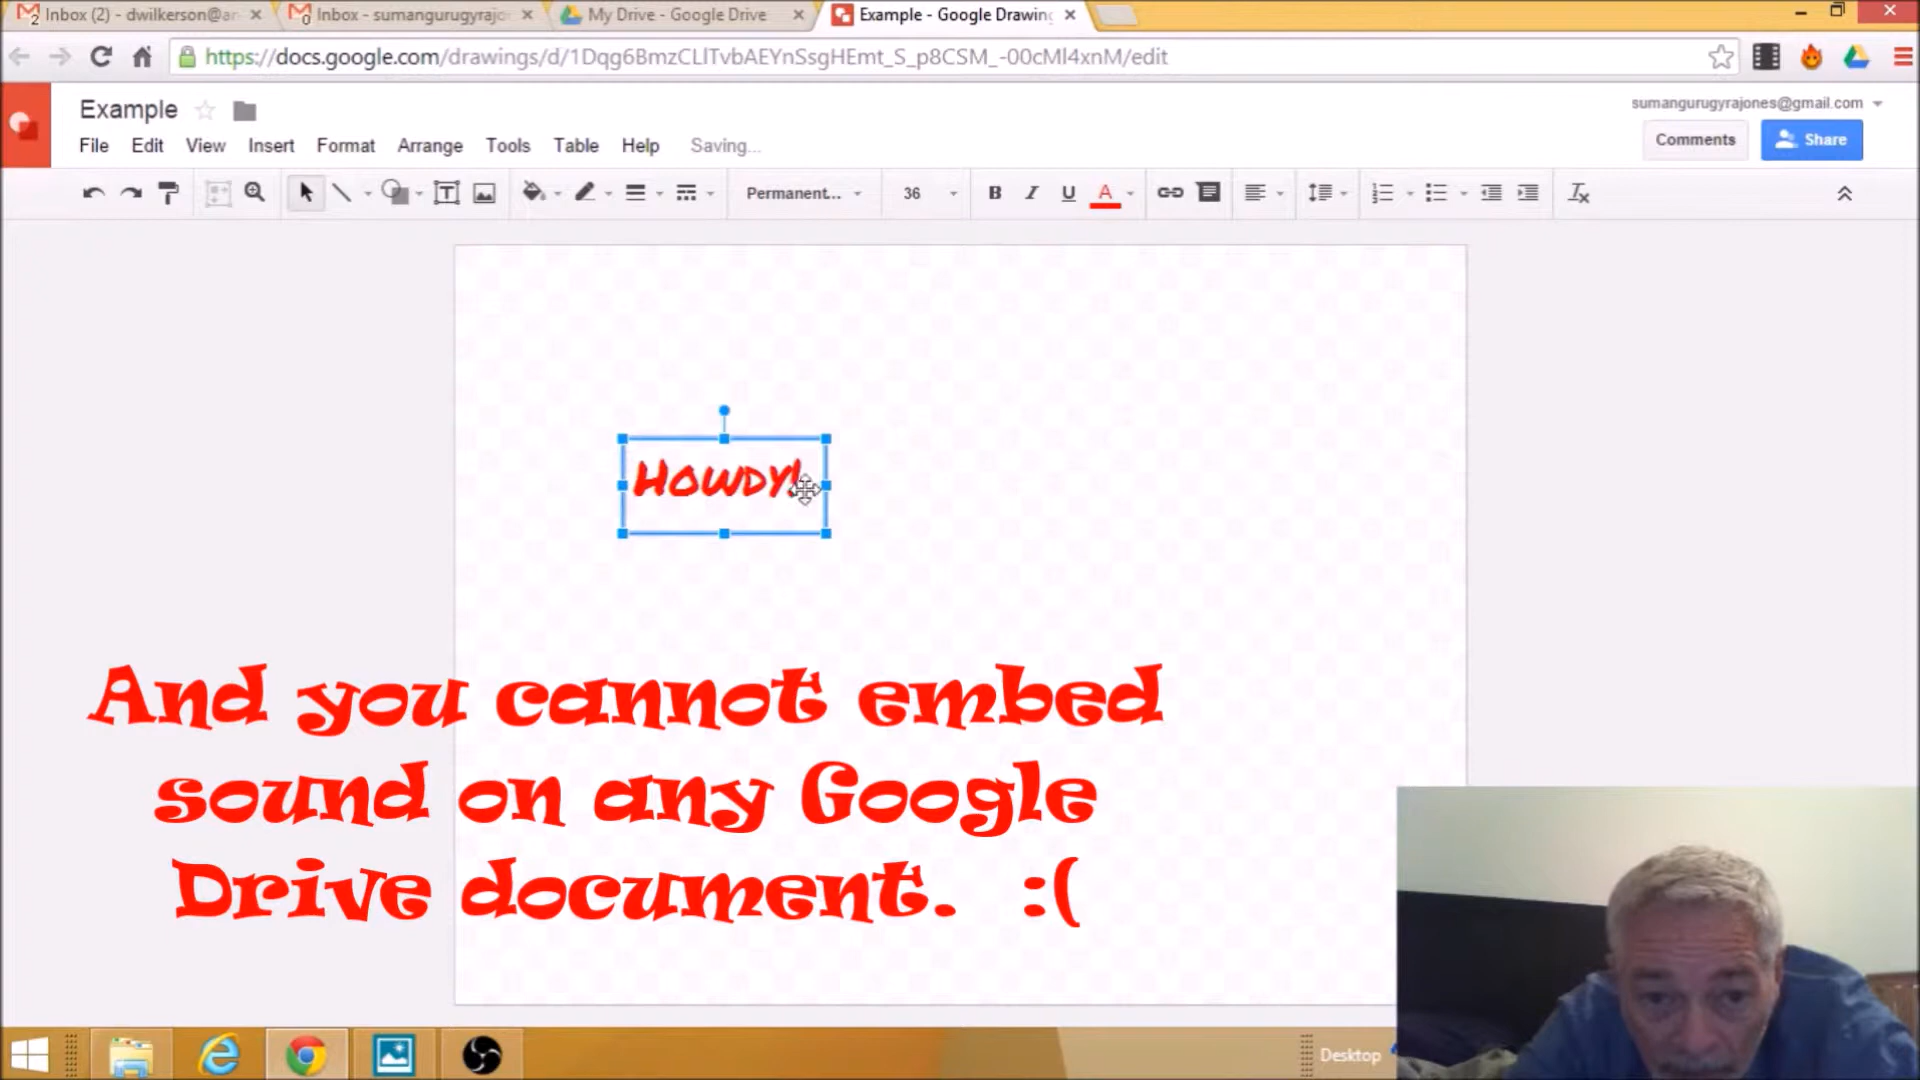 Inbox (2) - dwilkerson@a
Inbox - sumangurugyrajo
My Drive - Google Drive
Example - Google Drawing
https://docs.google.com/drawings/d/1Dqg6BmzCLlTvbAEYnSsgHEmt_S_p8CSM_-00cMl4xnM/edit
Example
sumangurugyrajones@gmail.com
File Edit View Insert Format Arrange Tools Table Help Saving...
Comments Share
Permanent... 36 B I U A
Howdy!
And you cannot embed
sound on any Google
Drive document. :(
Desktop